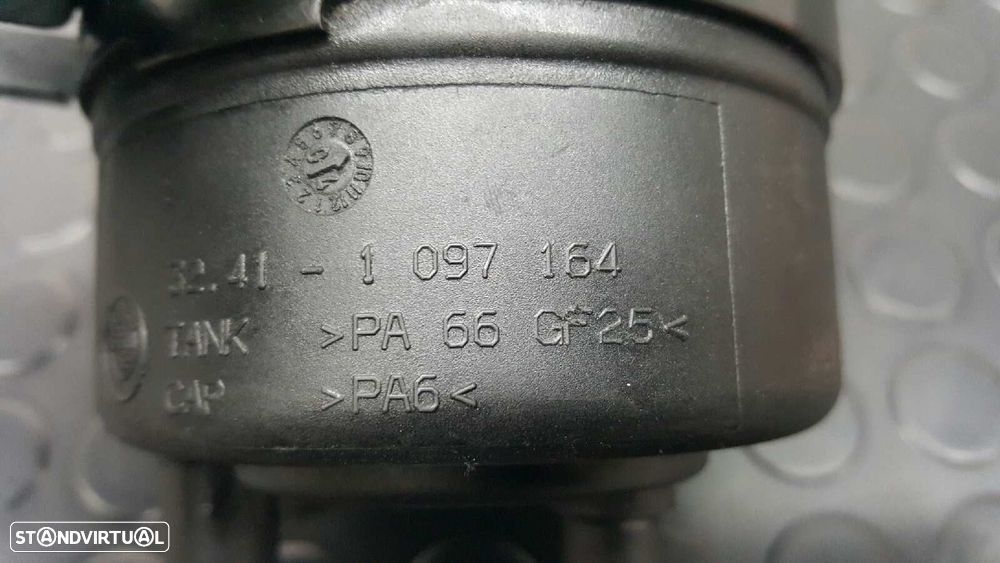 32.41 - 1 097 164
TANK >PA 66 GF25<
CAP >PA6<
STANDVIRTUAL